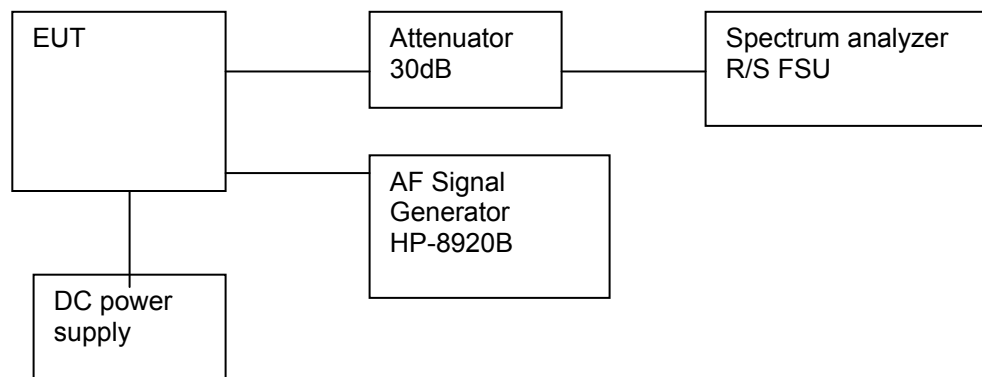 EUT
Attenuator
30dB
Spectrum analyzer
R/S FSU
AF Signal
Generator
HP-8920B
DC power
supply